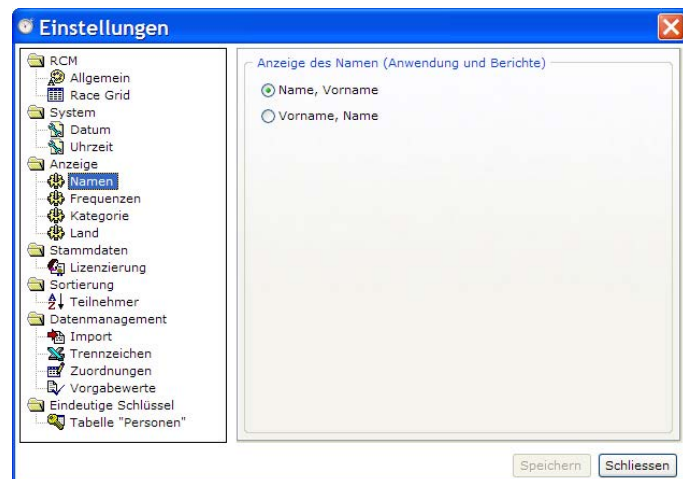 Einstellungen
RCM
Allgemein
Race Grid
System
Datum
Uhrzeit
Anzeige
Namen
Frequenzen
Kategorie
Land
Stammdaten
Lizenzierung
Sortierung
Teilnehmer
Datenmanagement
Import
Trennzeichen
Zuordnungen
Vorgabewerte
Eindeutige Schlüssel
Tabelle "Personen"
Anzeige des Namen (Anwendung und Berichte)
Name, Vorname
Vorname, Name
Speichern
Schliessen